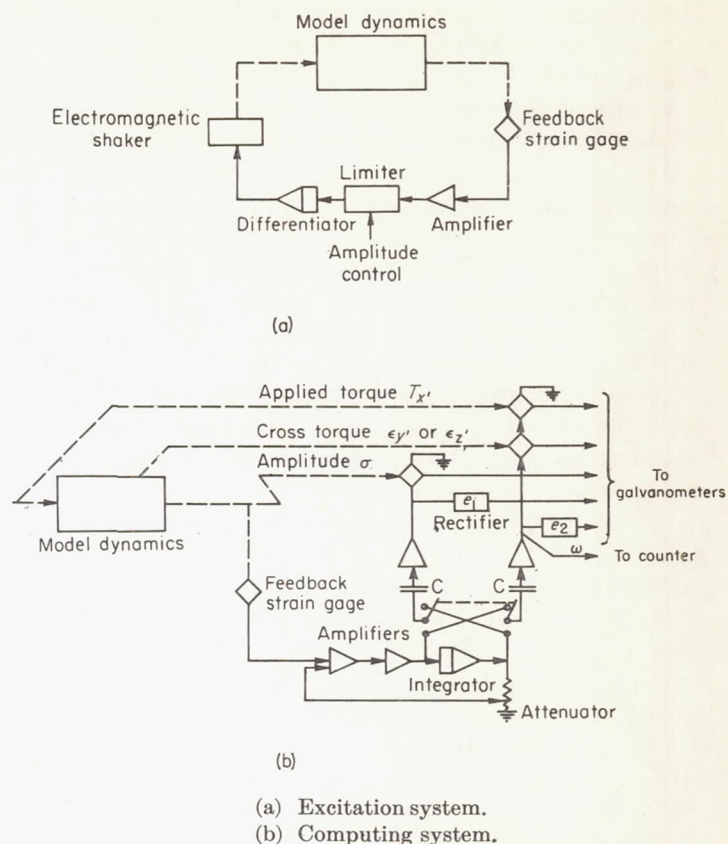 Model dynamics
Electromagnetic
shaker
Feedback
strain gage
Limiter
Differentiator
Amplifier
Amplitude
control
(a)
Applied torque Tx'
Cross torque ϵy' or ϵz'
Amplitude σ
To
galvanometers
e1
Rectifier
e2
Model dynamics
ω
To counter
C
C
Feedback
strain gage
Amplifiers
Integrator
Attenuator
(b)
(a) Excitation system.
(b) Computing system.